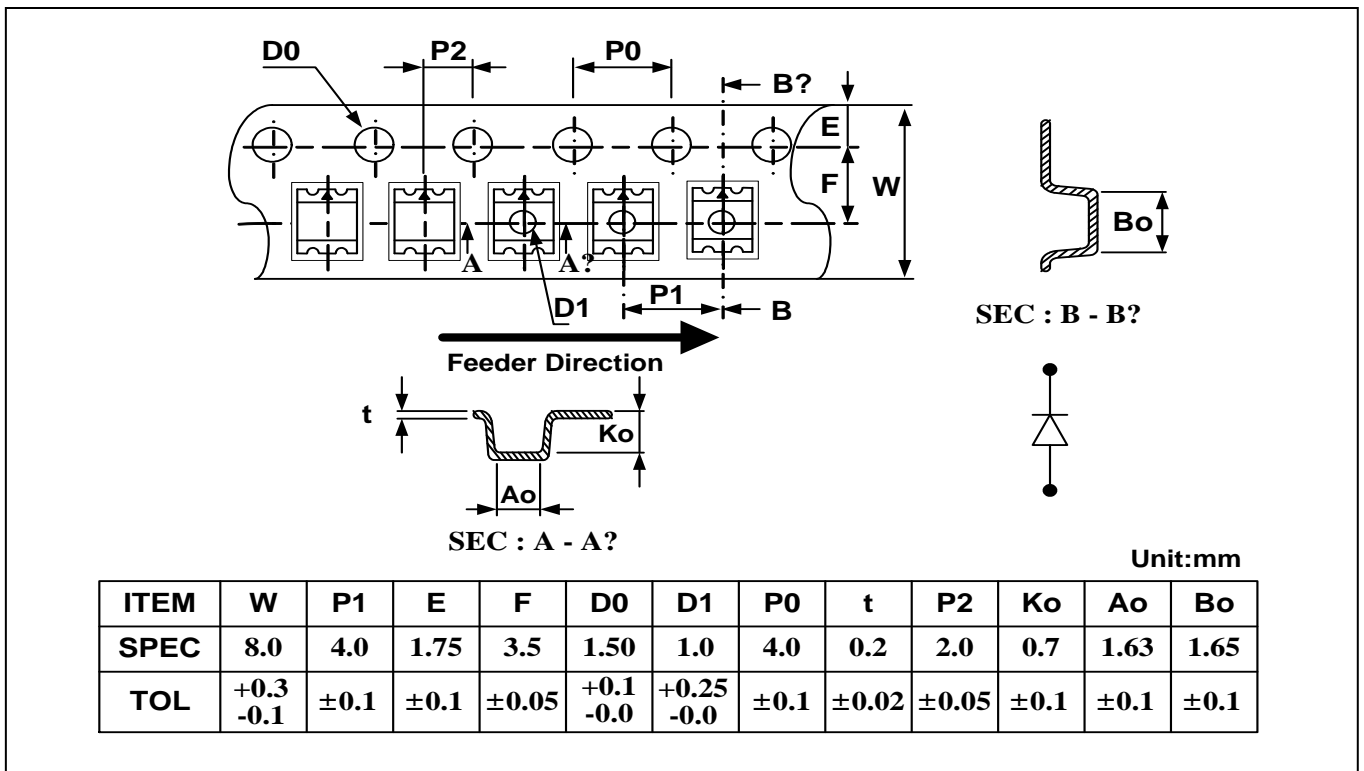 D0 P2 P0
B?
E
F W
A A?
Bo
P1
D1 B
SEC : B - B?
Feeder Direction
t
Ko
Ao
SEC : A - A?
Unit:mm
ITEM W P1 E F D0 D1 P0 t P2 Ko Ao Bo
SPEC 8.0 4.0 1.75 3.5 1.50 1.0 4.0 0.2 2.0 0.7 1.63 1.65
TOL +0.3 -0.1 ±0.1 ±0.1 ±0.05 +0.1 -0.0 +0.25 -0.0 ±0.1 ±0.02 ±0.05 ±0.1 ±0.1 ±0.1